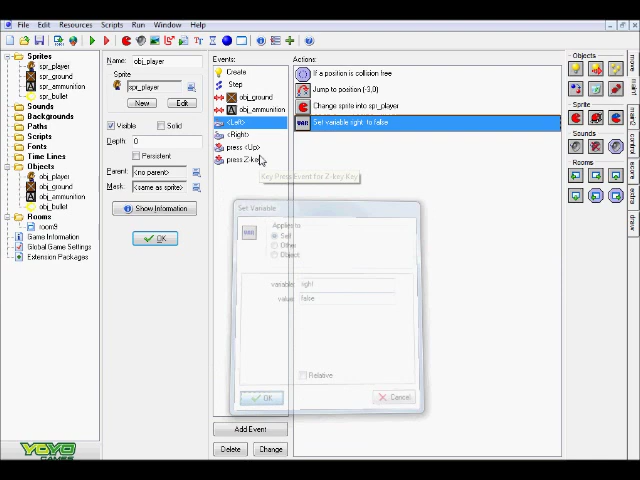 File Edit Resources Scripts Run Window Help
Sprites
spr_player
spr_ground
spr_ammunition
spr_bullet
Sounds
Backgrounds
Paths
Scripts
Fonts
Time Lines
Objects
obj_player
obj_ground
obj_ammunition
obj_bullet
Rooms
room9
Game Information
Global Game Settings
Extension Packages
YOYO
GAMES
Name: obj_player
Sprite
spr_player
New Edit
Visible Solid
Depth: 0
Persistent
Parent: <no parent>
Mask: <same as sprite>
Show Information
OK
Events:
Create
Step
obj_ground
obj_ammunition
<Left>
<Right>
press <Up>
press Z-key
Key Press Event for Z-key Key
Add Event
Delete Change
Actions:
If a position is collision free
Jump to position (-3,0)
Change sprite into spr_player
Set variable right to false
Set Variable
Applies to
Self
Other
Object
variable: right
value: false
Relative
OK Cancel
Objects
Sprite
Sounds
Rooms
move
main1
main2
control
score
extra
draw